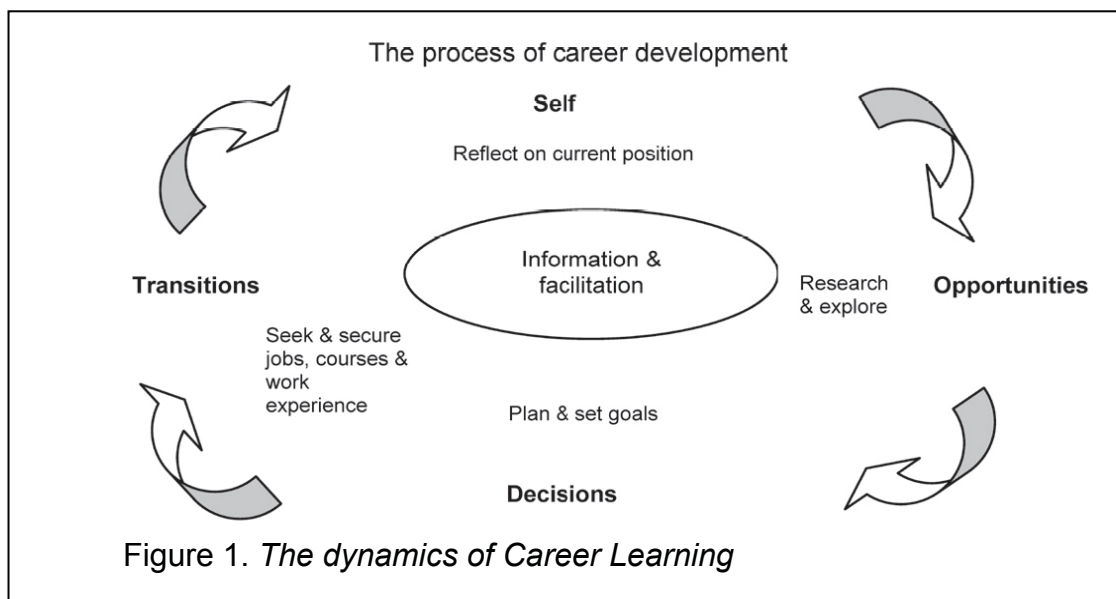 The process of career development
Self
Reflect on current position
Information &
facilitation
Transitions
Research
& explore
Opportunities
Seek & secure
jobs, courses &
work
experience
Plan & set goals
Decisions
Figure 1. The dynamics of Career Learning